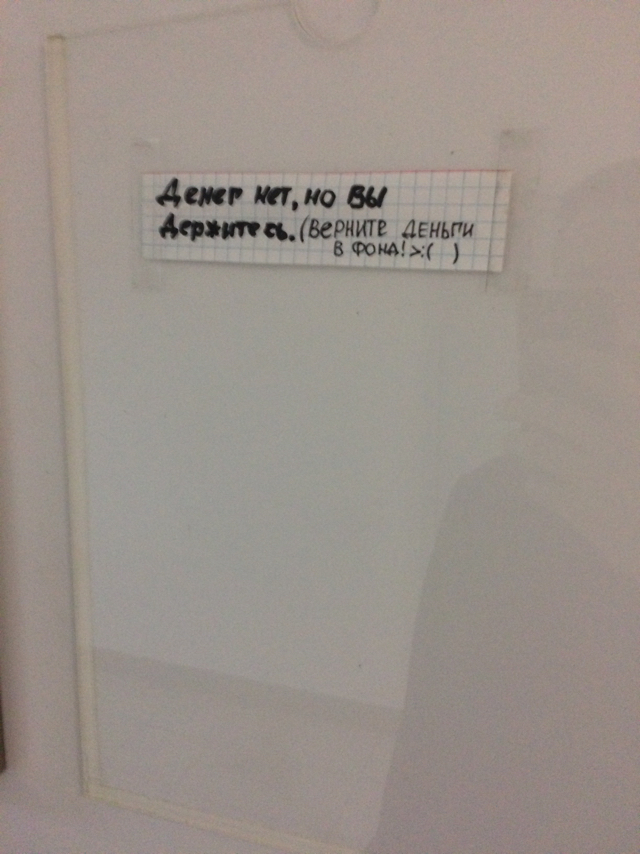 Денег нет, но вы
держитесь. (верните деньги
в фонд! >:( )